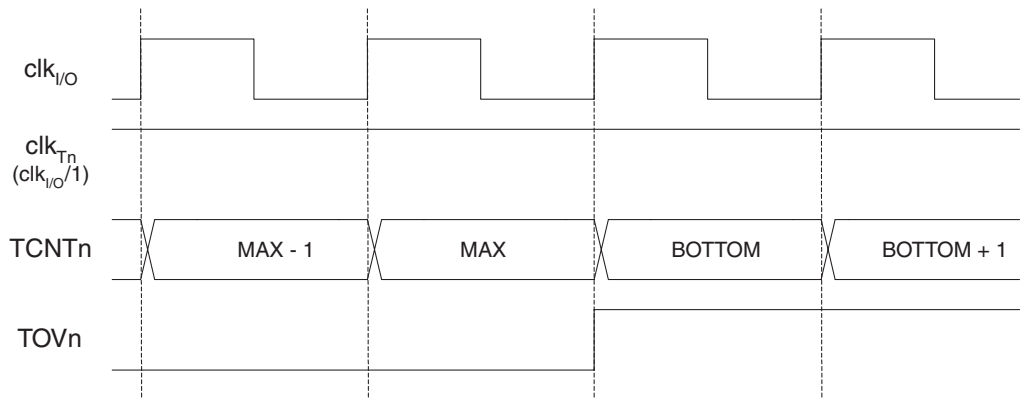 clkI/O
clkTn
(clkI/O/1)
TCNTn MAX - 1 MAX BOTTOM BOTTOM + 1
TOVn